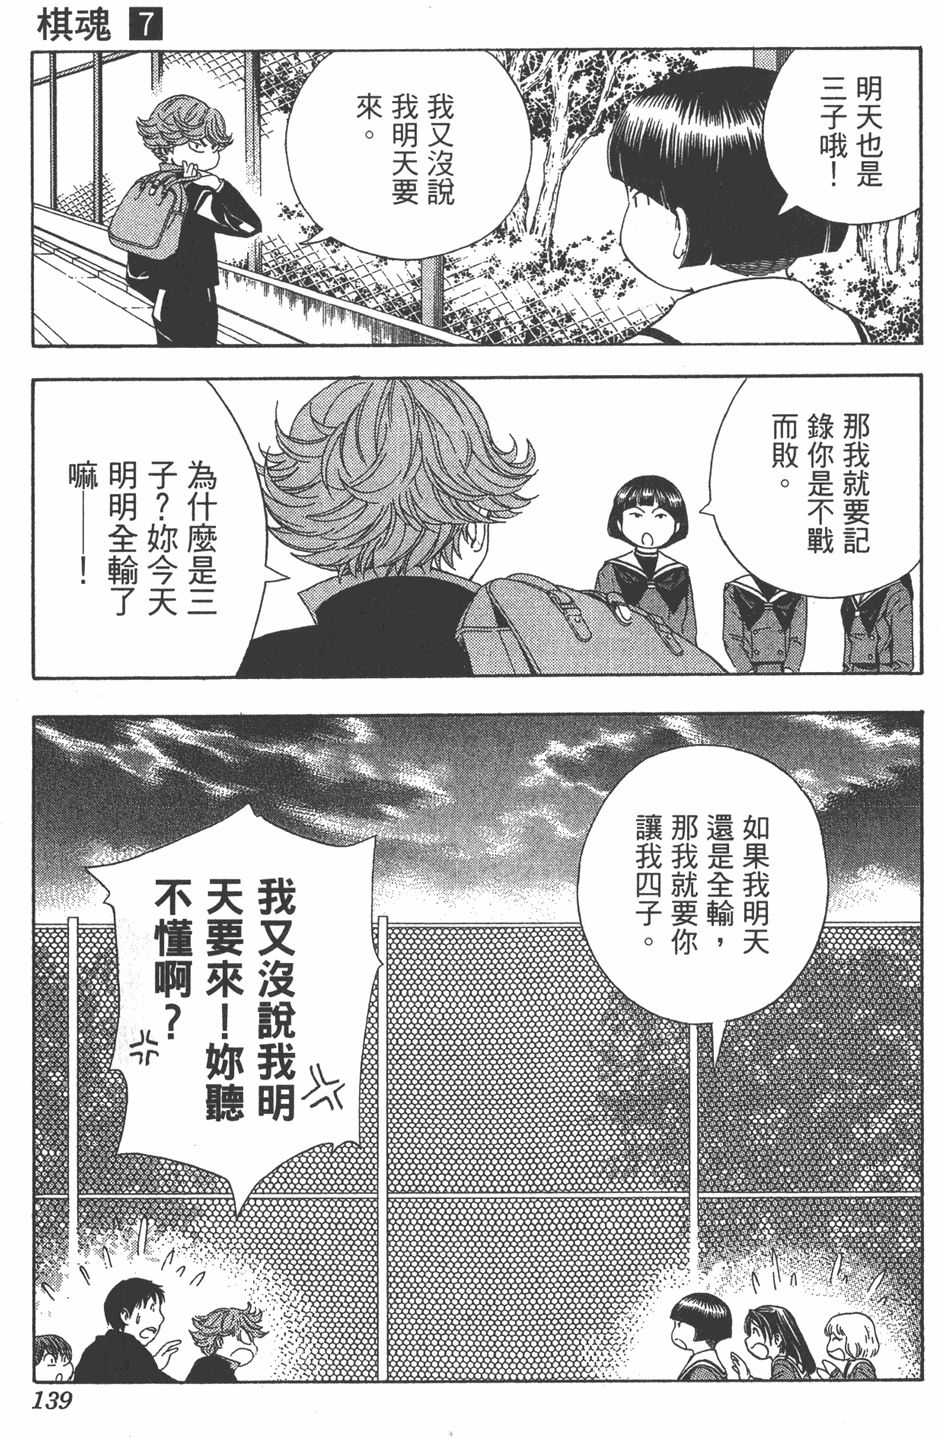 棋魂 7
明天也是
三子哦！
我又沒說
我明天要
來。
那我就要記
錄你是不戰
而敗。
為什麼是三
子？妳今天
明明全輸了
嘛——！
如果我明天
還是全輸，
那我就要你
讓我四子。
我又沒說我明
天要來！妳聽
不懂啊？
139